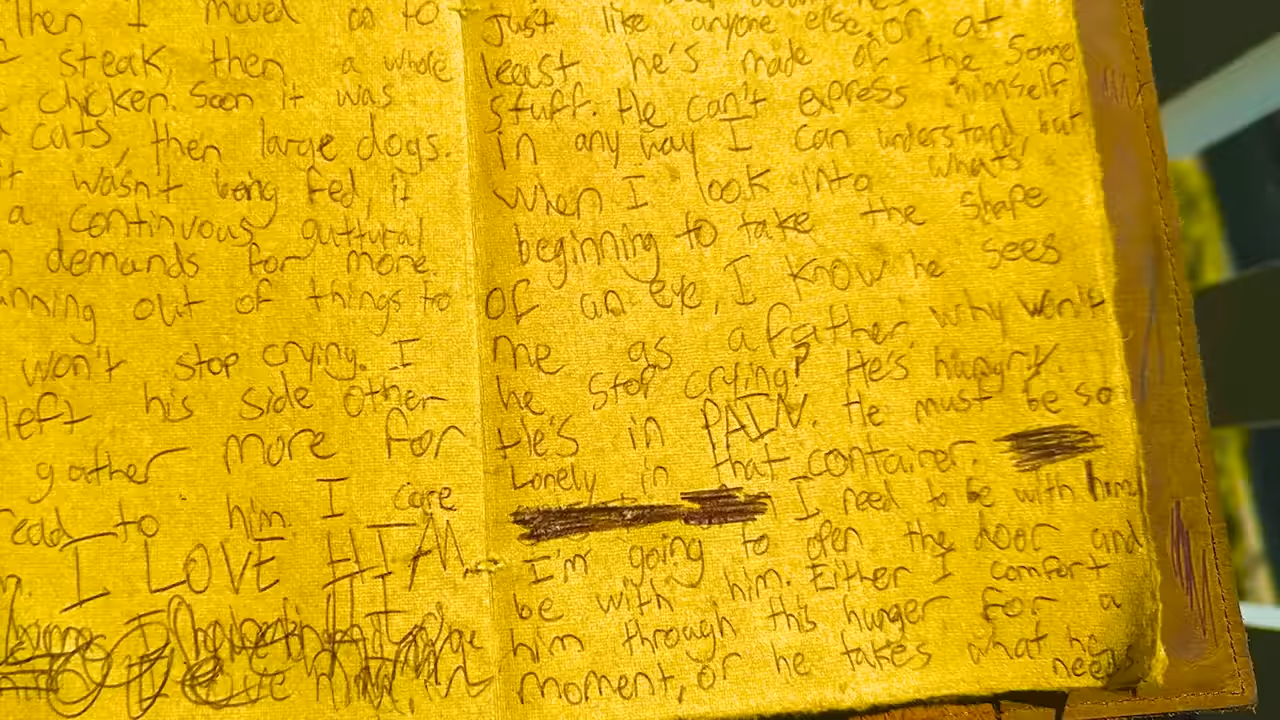 Then I moved on to
steak, then a whole
chicken. Soon it was
cats, then large dogs.
wasn't being fed, it
a continuous guttural
demands for more.
out of things to
won't stop crying. I
left his side other
gather more for
to him. I care
I LOVE HIM.
just like anyone else, or at
least he's made of the same
stuff. He can't express himself
in any way I can understand, but
when I look into whats
beginning to take the shape
of an eye, I know he sees
me as a father. why won't
he stop crying? He's hungry.
He's in PAIN. He must be so
Lonely in that container.
I need to be with him
I'm going to open the door and
be with him. Either I comfort
him through this hunger for a
moment, or he takes what he
needs